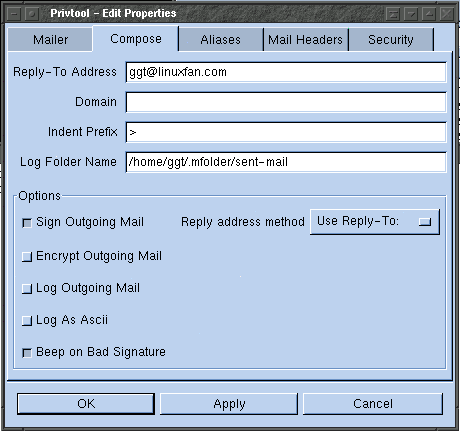 Privtool - Edit Properties
Mailer Compose Aliases Mail Headers Security
Reply-To Address ggt@linuxfan.com
Domain
Indent Prefix >
Log Folder Name /home/ggt/.mfolder/sent-mail
Options
Sign Outgoing Mail Reply address method Use Reply-To:
Encrypt Outgoing Mail
Log Outgoing Mail
Log As Ascii
Beep on Bad Signature
OK Apply Cancel